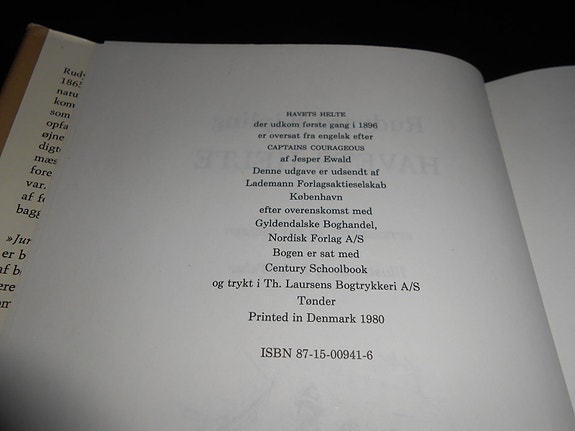 HAVETS HELTE
der udkom første gang i 1896
er oversat fra engelsk efter
CAPTAINS COURAGEOUS
af Jesper Ewald
Denne udgave er udsendt af
Lademann Forlagsaktieselskab
København
efter overenskomst med
Gyldendalske Boghandel,
Nordisk Forlag A/S
Bogen er sat med
Century Schoolbook
og trykt i Th. Laursens Bogtrykkeri A/S
Tønder
Printed in Denmark 1980
ISBN 87-15-00941-6